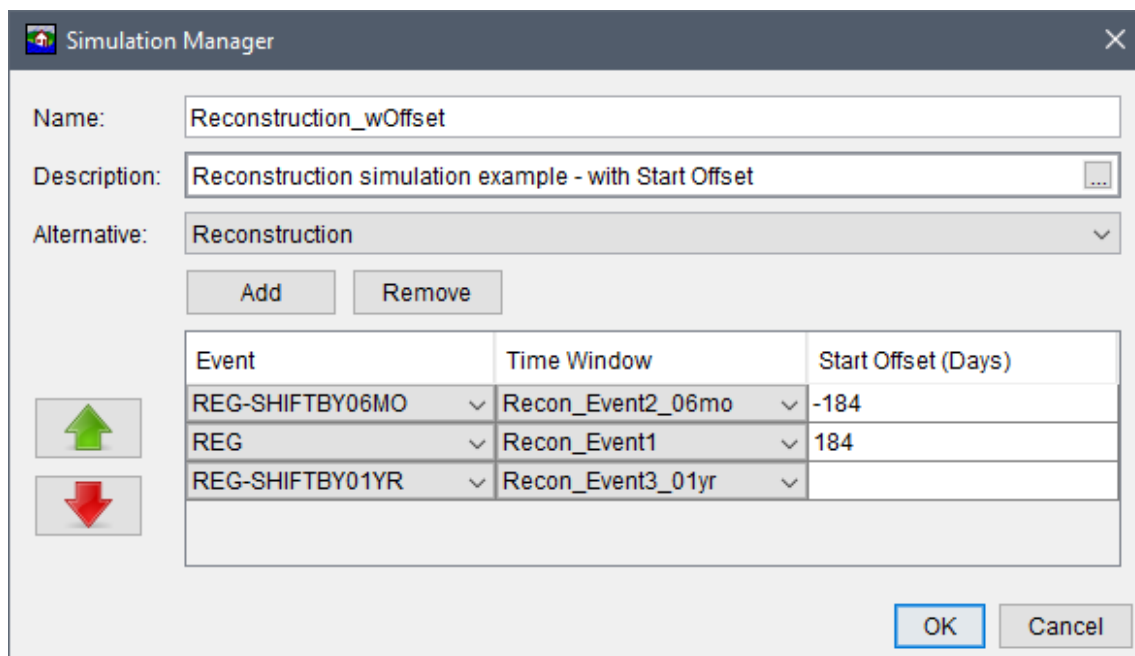 Simulation Manager
Name: Reconstruction_wOffset
Description: Reconstruction simulation example - with Start Offset ...
Alternative: Reconstruction
Add Remove
Event Time Window Start Offset (Days)
REG-SHIFTBY06MO Recon_Event2_06mo -184
REG Recon_Event1 184
REG-SHIFTBY01YR Recon_Event3_01yr
OK Cancel